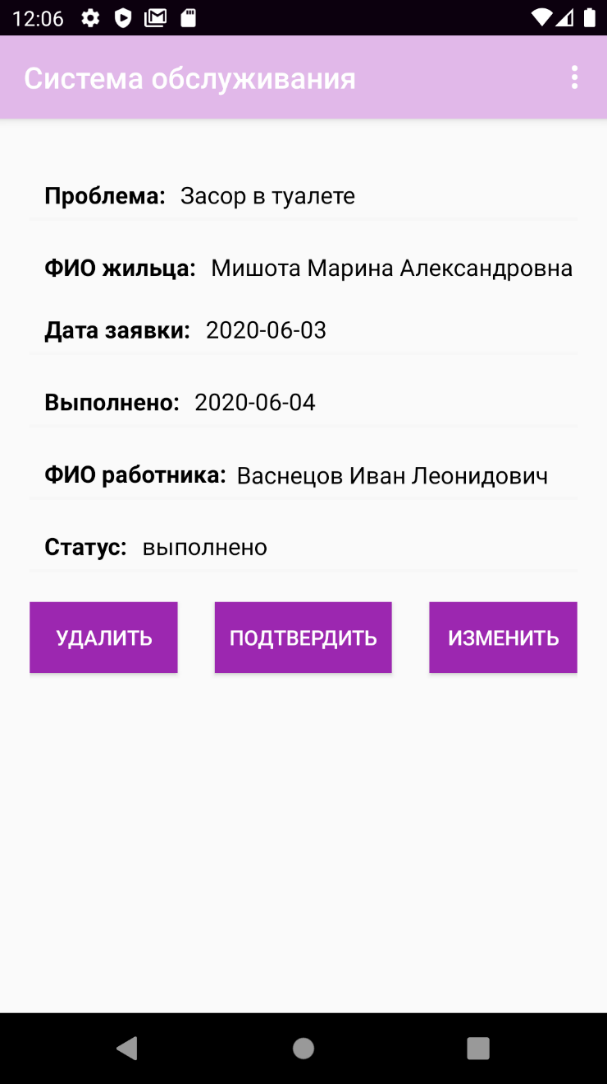 12:06
Система обслуживания
Проблема: Засор в туалете
ФИО жильца: Мишота Марина Александровна
Дата заявки: 2020-06-03
Выполнено: 2020-06-04
ФИО работника: Васнецов Иван Леонидович
Статус: выполнено
УДАЛИТЬ ПОДТВЕРДИТЬ ИЗМЕНИТЬ